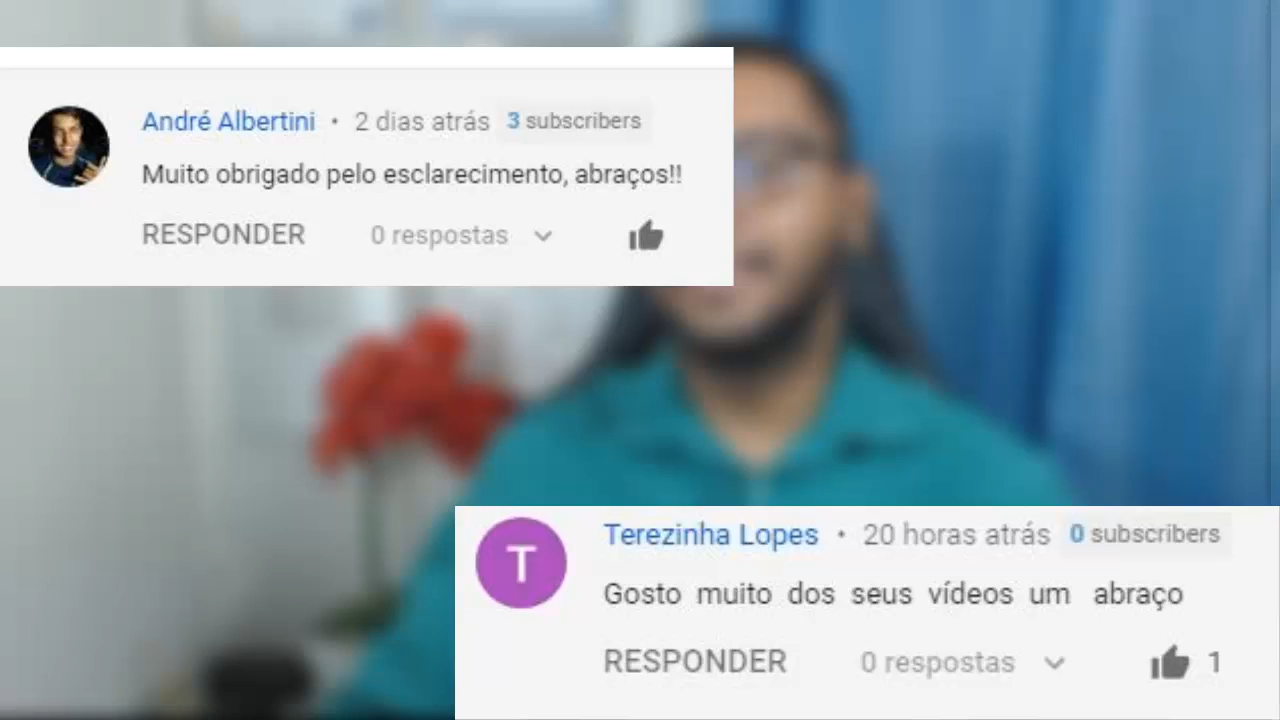 André Albertini • 2 dias atrás 3 subscribers
Muito obrigado pelo esclarecimento, abraços!!
RESPONDER 0 respostas
T
Terezinha Lopes • 20 horas atrás 0 subscribers
Gosto muito dos seus vídeos um abraço
RESPONDER 0 respostas 1